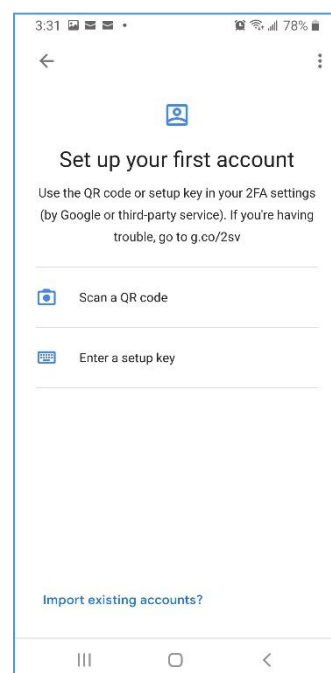 3:31
78%
Set up your first account
Use the QR code or setup key in your 2FA settings
(by Google or third-party service). If you're having
trouble, go to g.co/2sv
Scan a QR code
Enter a setup key
Import existing accounts?